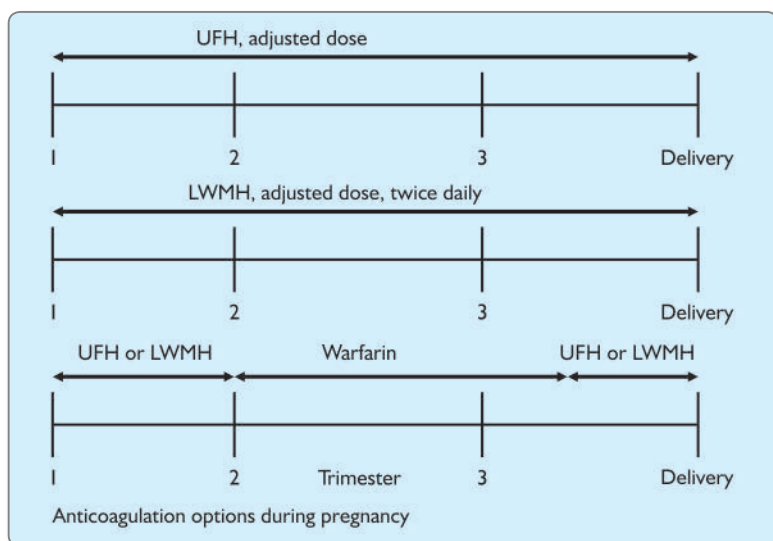 UFH, adjusted dose
1 2 3 Delivery
LWMH, adjusted dose, twice daily
1 2 3 Delivery
UFH or LWMH Warfarin UFH or LWMH
1 2 Trimester 3 Delivery
Anticoagulation options during pregnancy